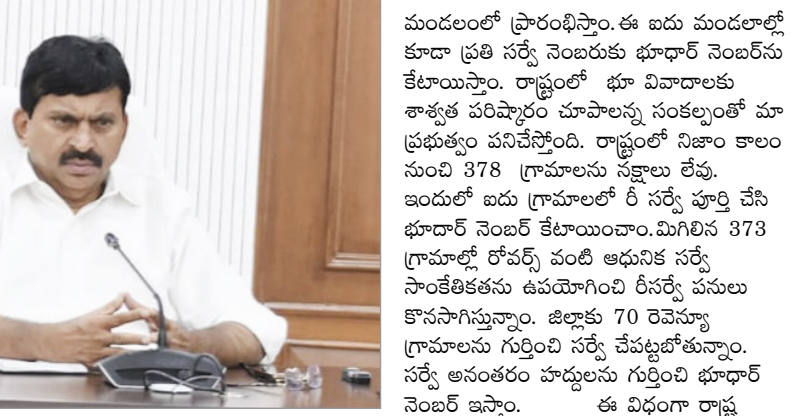 మండలంలో ప్రారంభిస్తాం.ఈ ఐదు మండలాల్లో
కూడా ప్రతి సర్వే నెంబరుకు భూధార్ నెంబర్‌ను
కేటాయిస్తాం. రాష్ట్రంలో భూ వివాదాలకు
శాశ్వత పరిష్కారం చూపాలన్న సంకల్పంతో మా
ప్రభుత్వం పనిచేస్తోంది. రాష్ట్రంలో నిజాం కాలం
నుంచి 378 గ్రామాలను నక్షాలు లేవు.
ఇందులో ఐదు గ్రామాలలో రీ సర్వే పూర్తి చేసి
భూదార్ నెంబర్ కేటాయించాం.మిగిలిన 373
గ్రామాల్లో రోవర్స్ వంటి ఆధునిక సర్వే
సాంకేతికతను ఉపయోగించి రీసర్వే పనులు
కొనసాగిస్తున్నాం. జిల్లాకు 70 రెవెన్యూ
గ్రామాలను గుర్తించి సర్వే చేపట్టబోతున్నాం.
సర్వే అనంతరం హద్దులను గుర్తించి భూధార్
నెంబర్ ఇస్తాం. ఈ విధంగా రాష్ట్ర